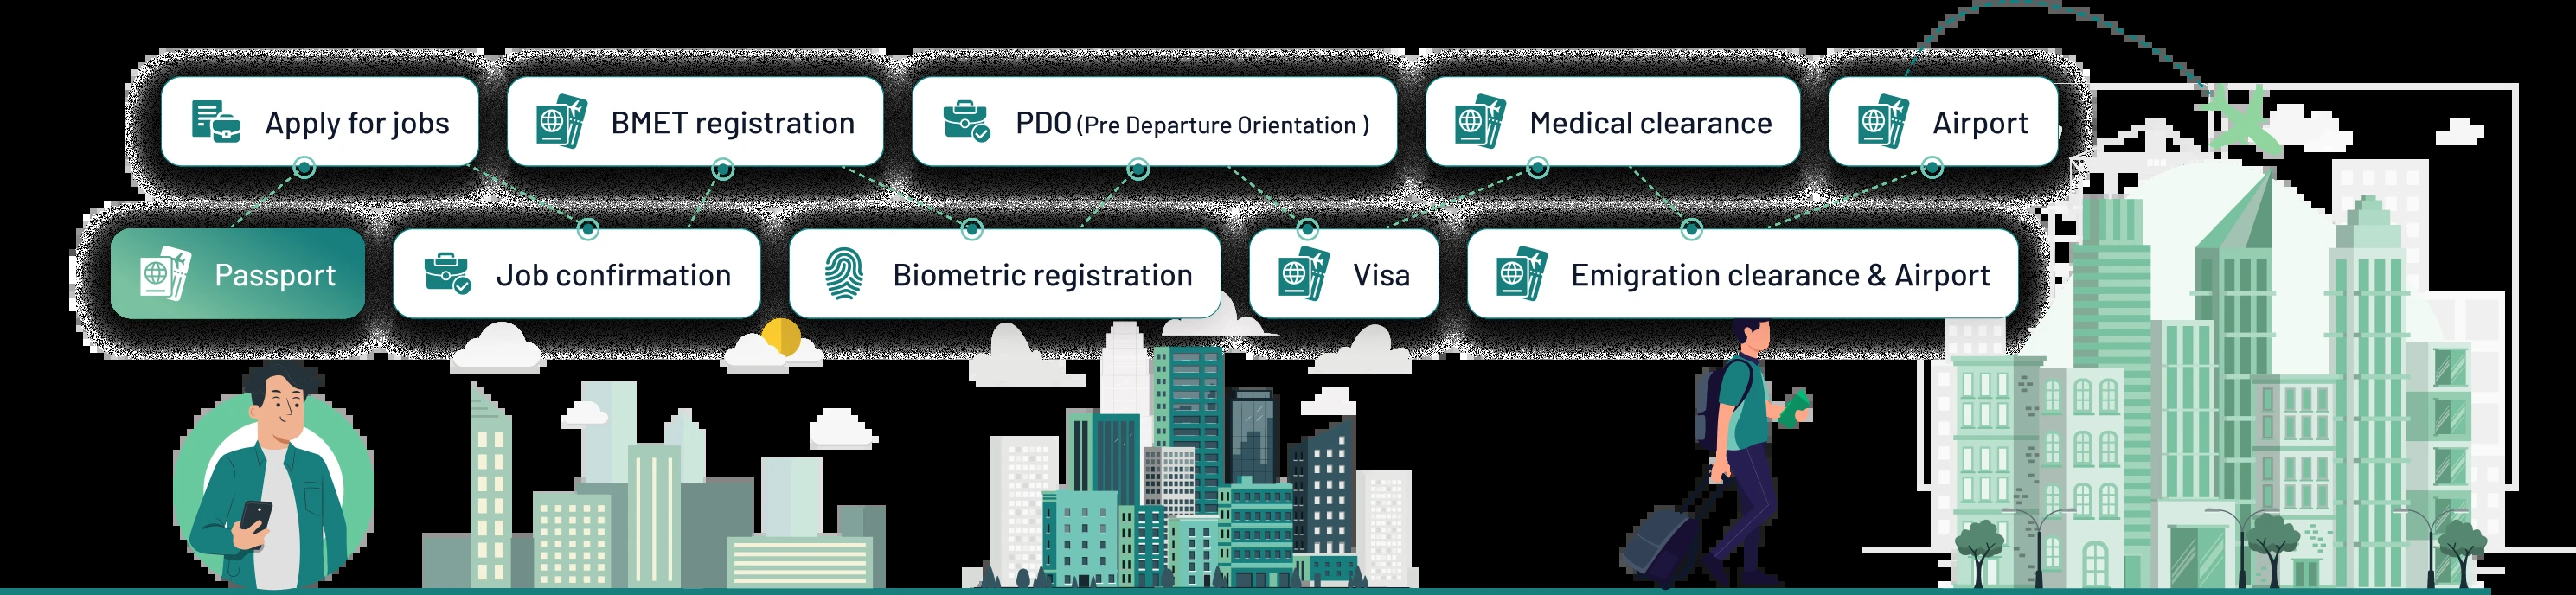 Apply for jobs
BMET registration
PDO (Pre Departure Orientation )
Medical clearance
Airport
Passport
Job confirmation
Biometric registration
Visa
Emigration clearance & Airport